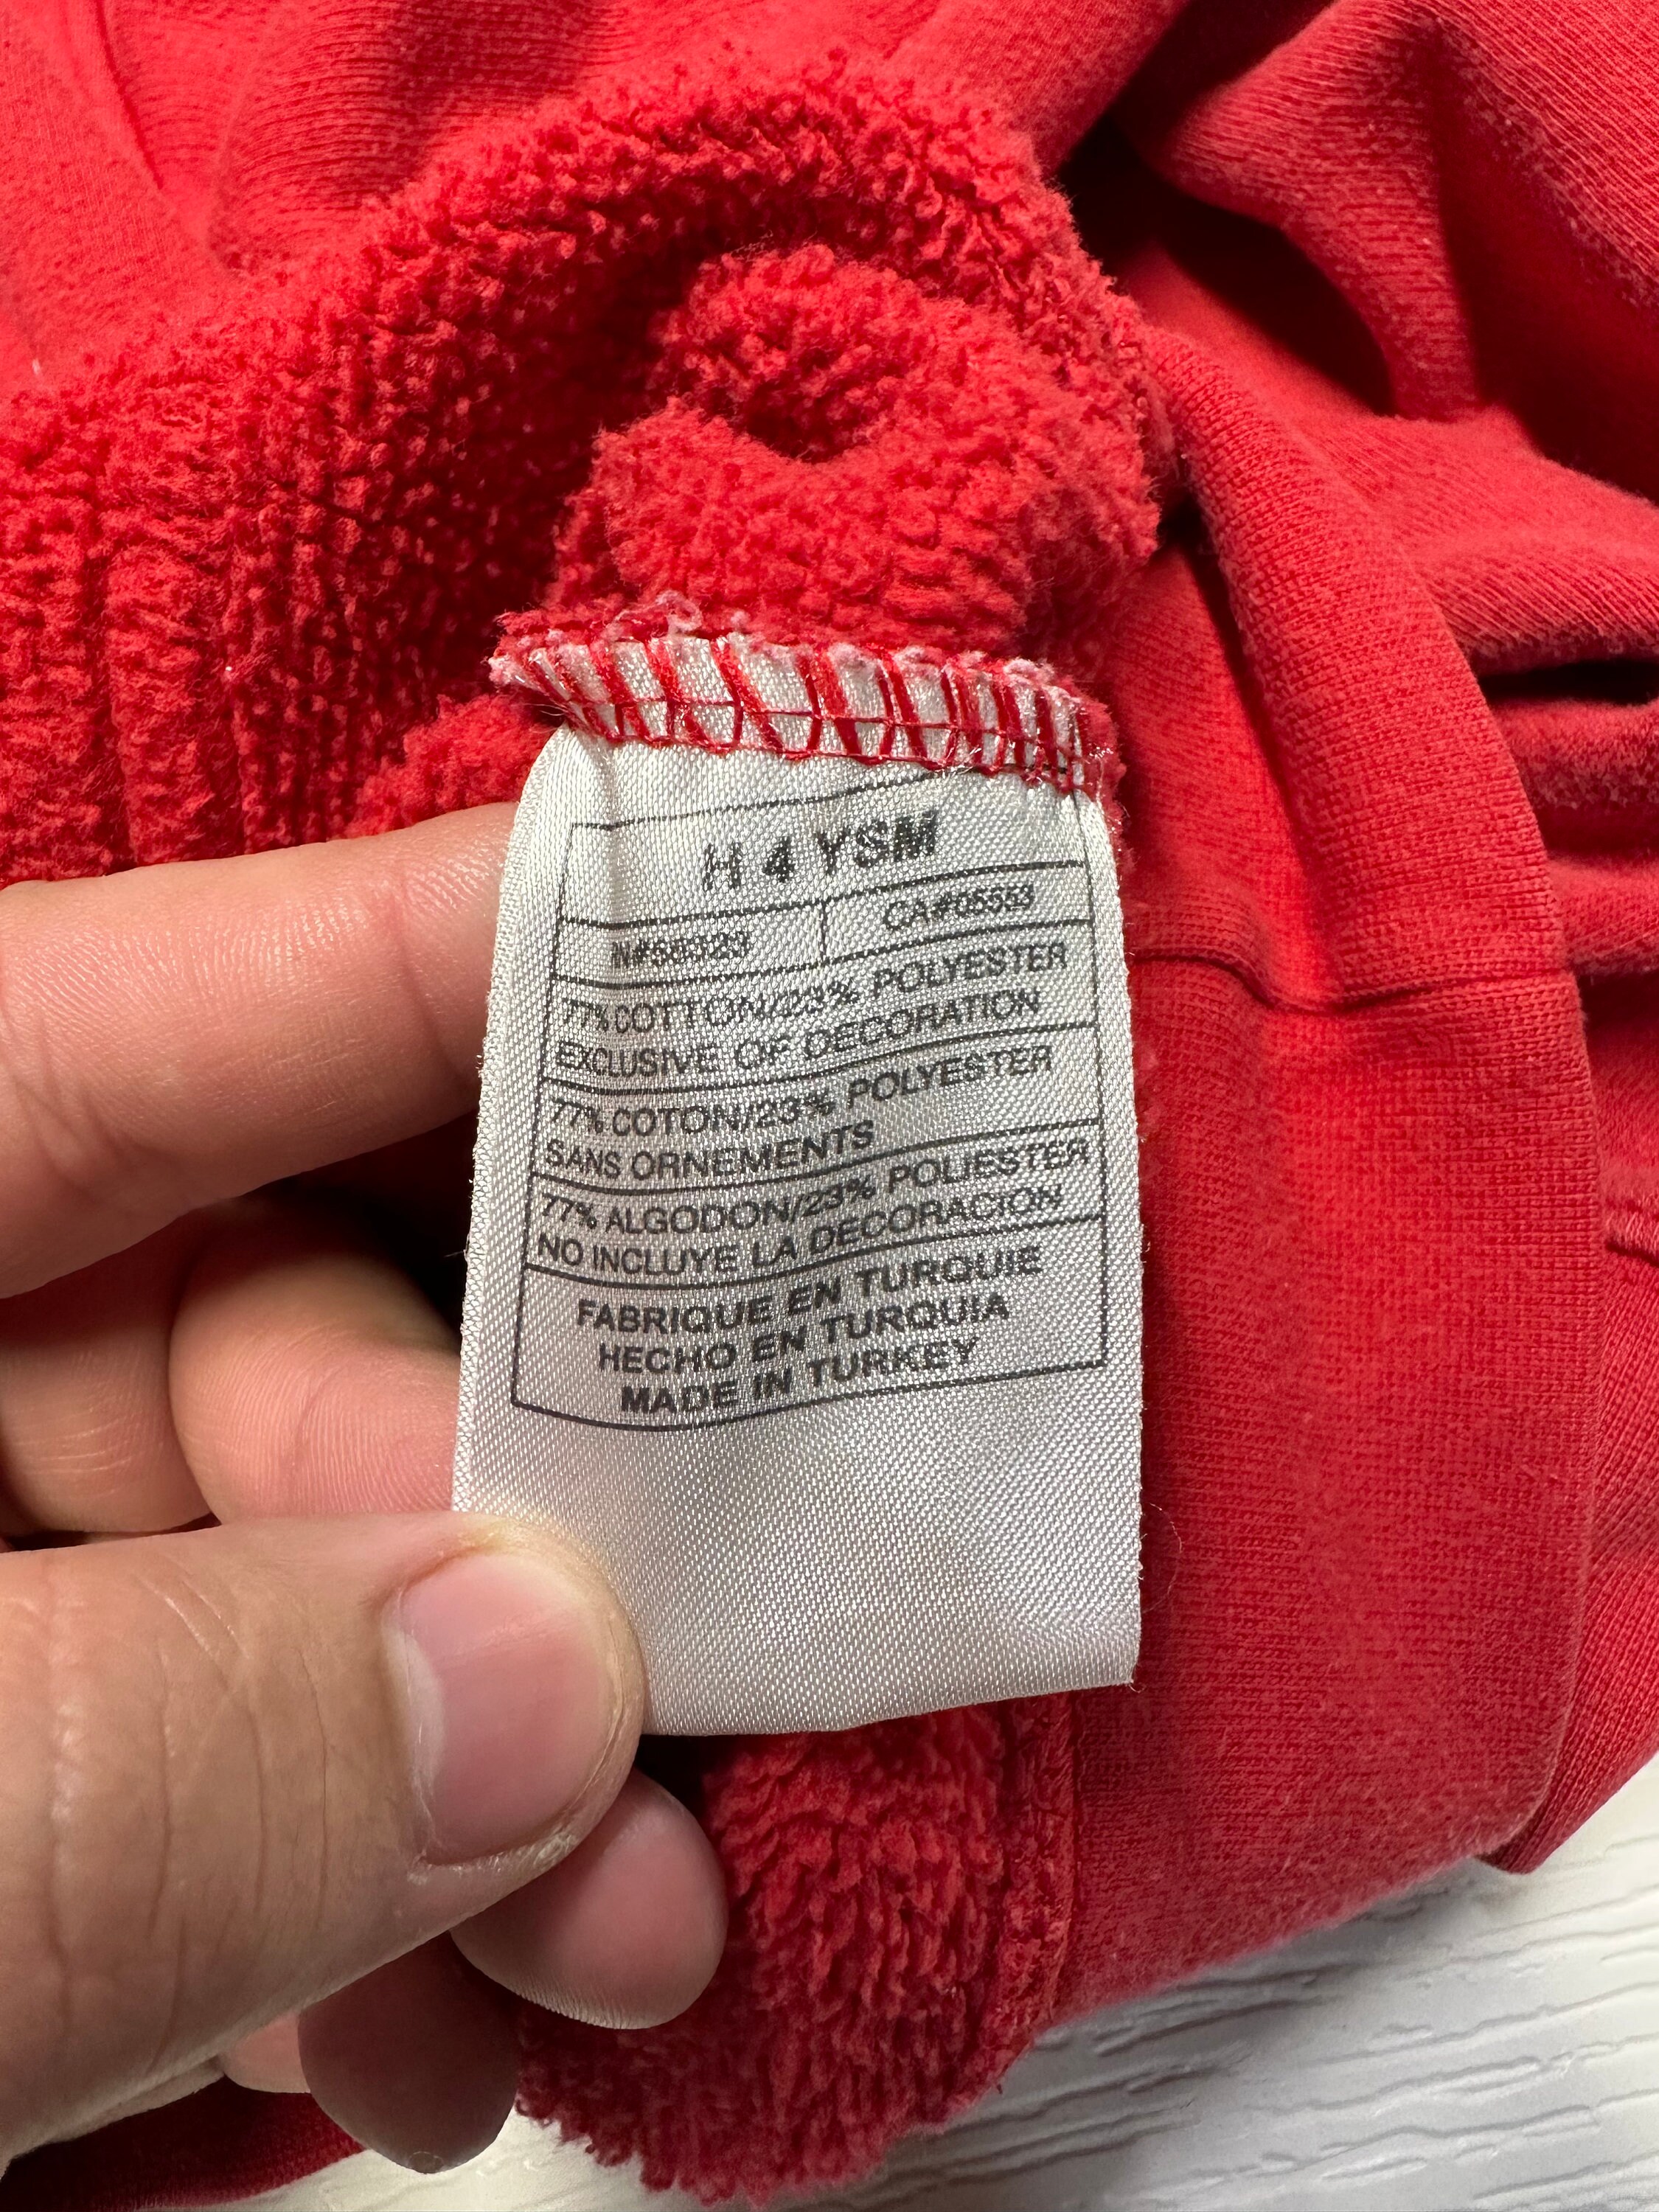 H 4 YSM
CA#05553
77% COTTON/23% POLYESTER
EXCLUSIVE OF DECORATION
77% COTON/23% POLYESTER
SANS ORNEMENTS
77% ALGODON/23% POLIESTER
NO INCLUYE LA DECORACION
FABRIQUE EN TURQUIE
HECHO EN TURQUIA
MADE IN TURKEY